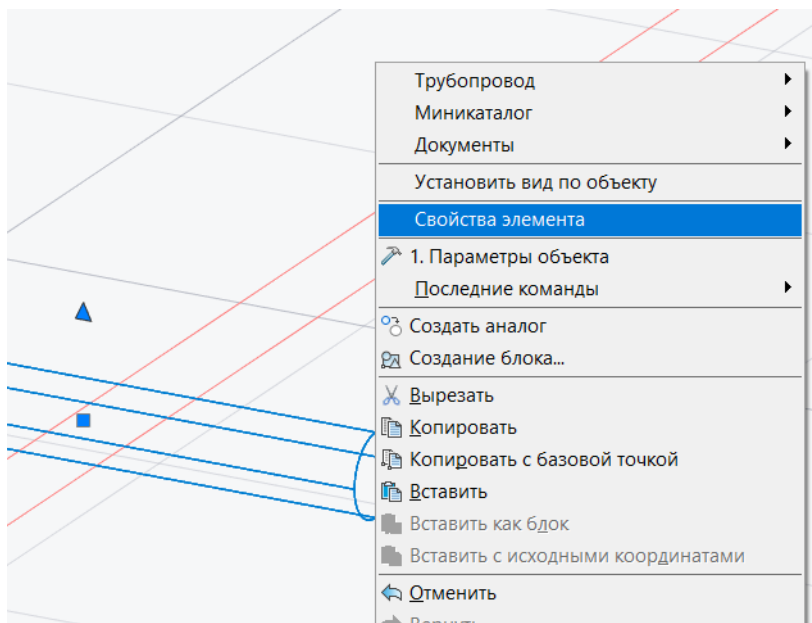 Трубопровод
Миникаталог
Документы
Установить вид по объекту
Свойства элемента
1. Параметры объекта
Последние команды
Создать аналог
Создание блока...
Вырезать
Копировать
Копировать с базовой точкой
Вставить
Вставить как блок
Вставить с исходными координатами
Отменить